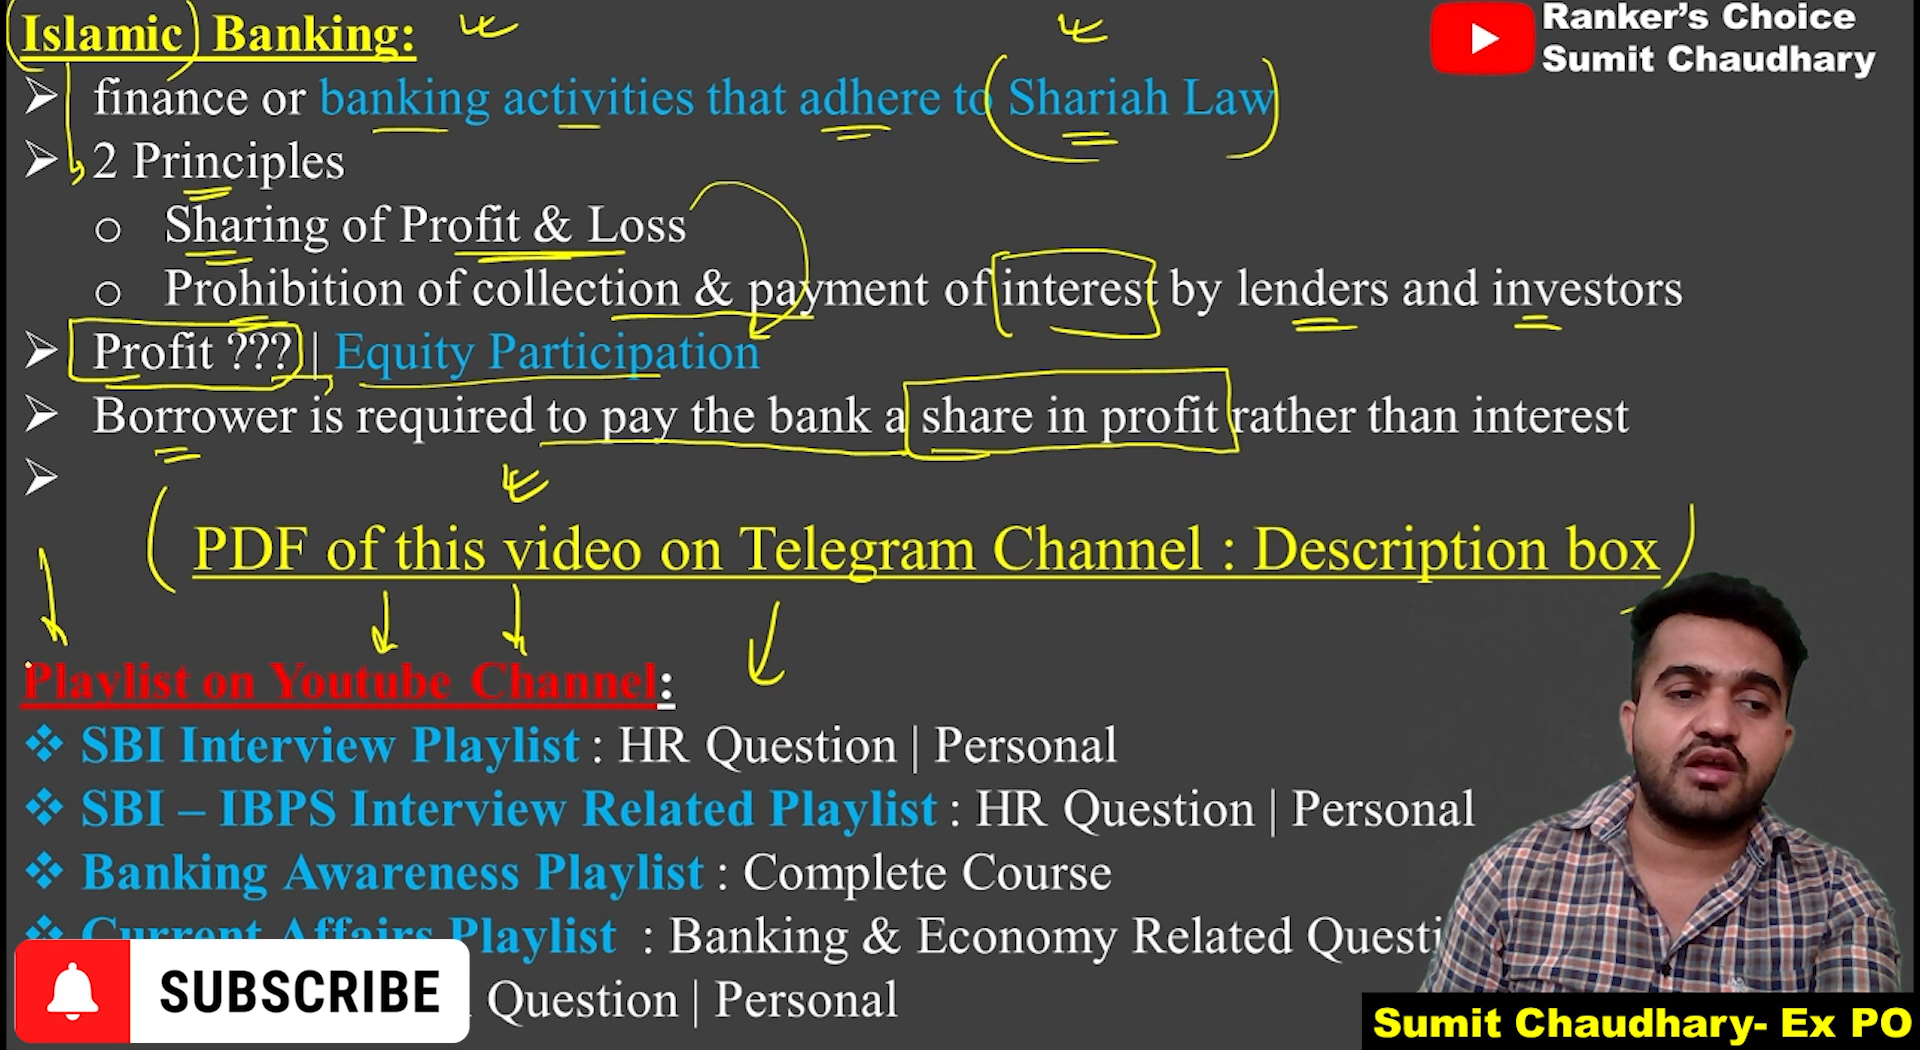 Islamic Banking:
Ranker's Choice
Sumit Chaudhary
finance or banking activities that adhere to Shariah Law
2 Principles
Sharing of Profit & Loss
Prohibition of collection & payment of interest by lenders and investors
Profit ??? | Equity Participation
Borrower is required to pay the bank a share in profit rather than interest
PDF of this video on Telegram Channel : Description box
Playlist on Youtube Channel:
SBI Interview Playlist : HR Question | Personal
SBI – IBPS Interview Related Playlist : HR Question | Personal
Banking Awareness Playlist : Complete Course
Current Affairs Playlist : Banking & Economy Related
Question | Personal
SUBSCRIBE
Sumit Chaudhary- Ex PO